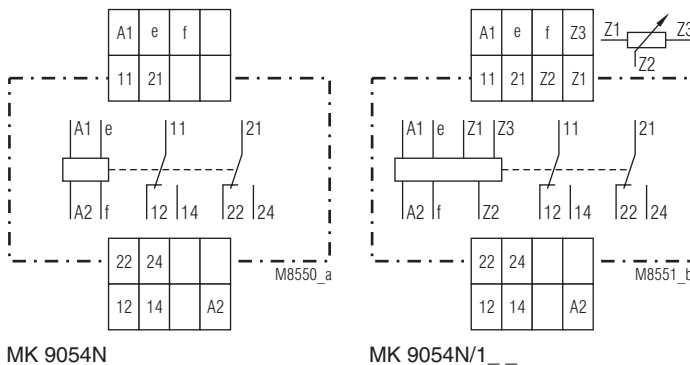 A1 e f
11 21
A1 e 11 21
A2 f 12 14 22 24
22 24
12 14 A2
M8550_a
MK 9054N
A1 e f Z3
11 21 Z2 Z1
Z1 Z3
Z2
A1 e Z1 Z3 11 21
A2 f Z2 12 14 22 24
22 24
12 14 A2
M8551_b
MK 9054N/1_ _